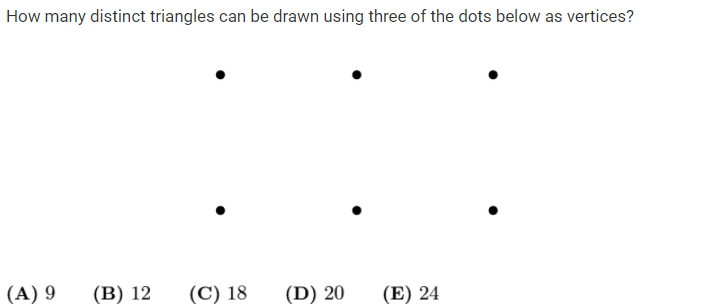 How many distinct triangles can be drawn using three of the dots below as vertices?
(A) 9 (B) 12 (C) 18 (D) 20 (E) 24